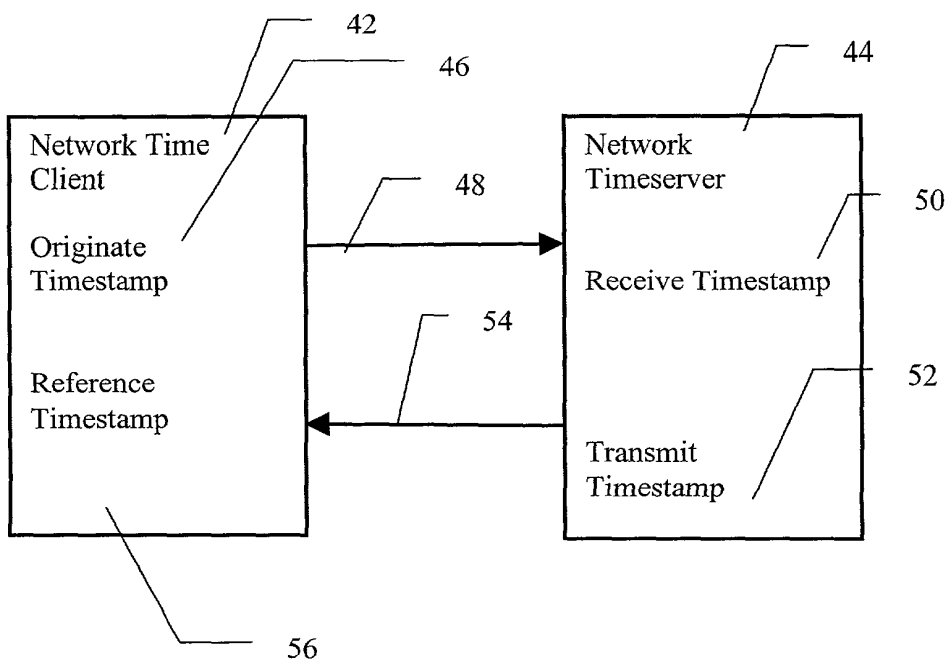 42
46
44
Network Time
Client
Network
Timeserver
48
50
Originate
Timestamp
Receive Timestamp
54
Reference
Timestamp
52
Transmit
Timestamp
56